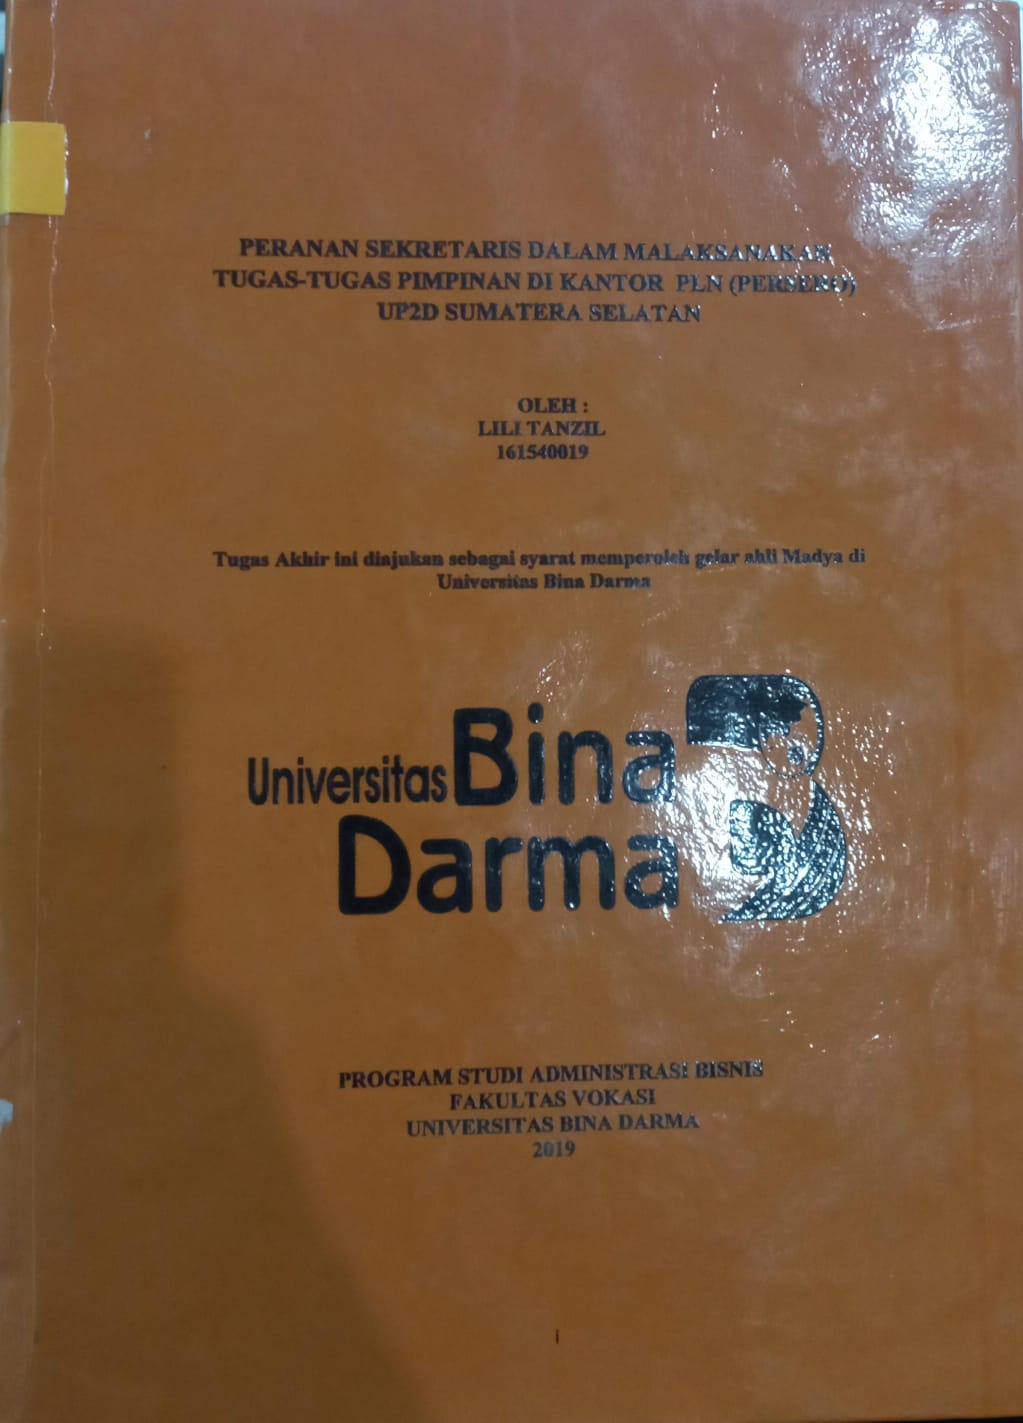 PERANAN SEKRETARIS DALAM MALAKSANAKAN
TUGAS-TUGAS PIMPINAN DI KANTOR PLN (PERSERO)
UP2D SUMATERA SELATAN
OLEH :
LILI TANZIL
161540019
Tugas Akhir ini diajukan sebagai syarat memperoleh gelar ahli Madya di
Universitas Bina Darma
Universitas Bina
Darma
PROGRAM STUDI ADMINISTRASI BISNIS
FAKULTAS VOKASI
UNIVERSITAS BINA DARMA
2019
i